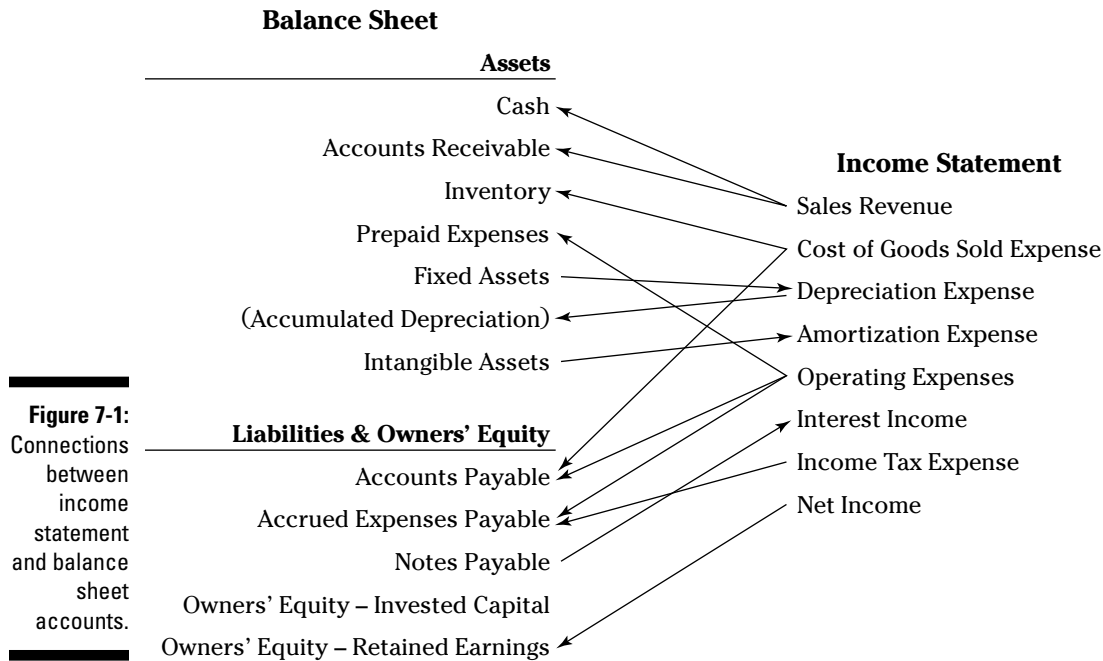 Balance Sheet
Assets
Cash
Accounts Receivable
Inventory
Prepaid Expenses
Fixed Assets
(Accumulated Depreciation)
Intangible Assets
Liabilities & Owners’ Equity
Accounts Payable
Accrued Expenses Payable
Notes Payable
Owners’ Equity – Invested Capital
Owners’ Equity – Retained Earnings
Income Statement
Sales Revenue
Cost of Goods Sold Expense
Depreciation Expense
Amortization Expense
Operating Expenses
Interest Income
Income Tax Expense
Net Income
Figure 7-1:
Connections
between
income
statement
and balance
sheet
accounts.